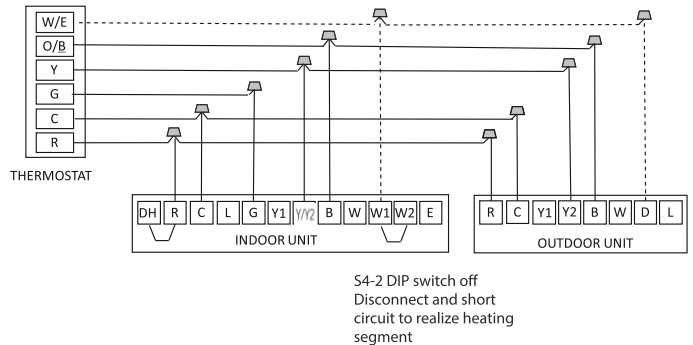 W/E
O/B
Y
G
C
R
THERMOSTAT
DH R C L G Y1 Y/Y2 B W W1 W2 E
INDOOR UNIT
R C Y1 Y2 B W D L
OUTDOOR UNIT
S4-2 DIP switch off
Disconnect and short
circuit to realize heating
segment